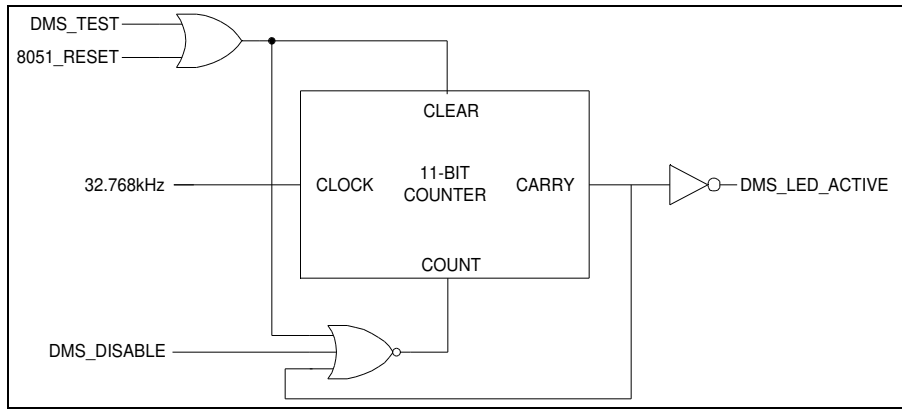 DMS_TEST
8051_RESET
CLEAR
32.768kHz
CLOCK
11-BIT
COUNTER
CARRY
DMS_LED_ACTIVE
COUNT
DMS_DISABLE